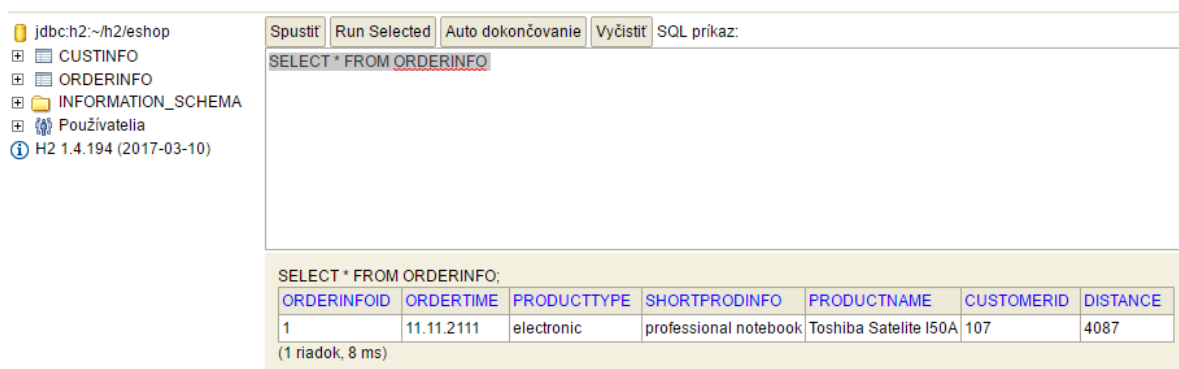 jdbc:h2:~/h2/eshop
CUSTINFO
ORDERINFO
INFORMATION_SCHEMA
Používatelia
H2 1.4.194 (2017-03-10)
Spustiť Run Selected Auto dokončovanie Vyčistiť SQL príkaz:
SELECT * FROM ORDERINFO
SELECT * FROM ORDERINFO;
ORDERINFOID ORDERTIME PRODUCTTYPE SHORTPRODINFO PRODUCTNAME CUSTOMERID DISTANCE
1 11.11.2111 electronic professional notebook Toshiba Satelite l50A 107 4087
(1 riadok, 8 ms)